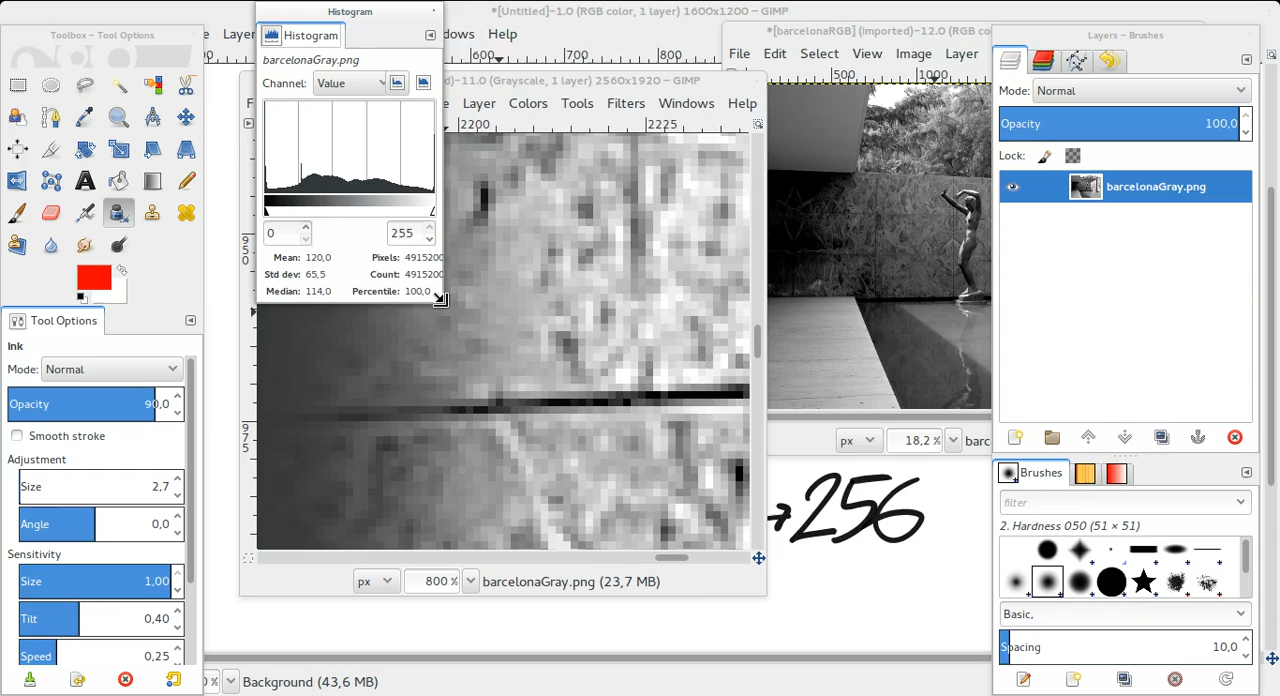 Histogram
*[Untitled]-1.0 (RGB color, 1 layer) 1600x1200 – GIMP
Toolbox – Tool Options
Histogram
Help
*[barcelonaRGB] (imported)-12.0 (RGB co
Layers – Brushes
barcelonaGray.png
600 700 800
File Edit Select View Image Layer
500 1000
Channel: Value
d)-11.0 (Grayscale, 1 layer) 2560x1920 – GIMP
Layer Colors Tools Filters Windows Help
2200 2225
Mode: Normal
Opacity 100,0
Lock:
barcelonaGray.png
0 255
Mean: 120,0 Pixels: 4915200
Std dev: 65,5 Count: 4915200
Median: 114,0 Percentile: 100,0
950
975
Tool Options
Ink
Mode: Normal
Opacity 90,0
Smooth stroke
Adjustment
Size 2,7
Angle 0,0
Sensitivity
Size 1,00
Tilt 0,40
Speed 0,25
px 18,2 % barc
256
px 800 % barcelonaGray.png (23,7 MB)
% Background (43,6 MB)
Brushes
filter
2. Hardness 050 (51 × 51)
Basic,
Spacing 10,0